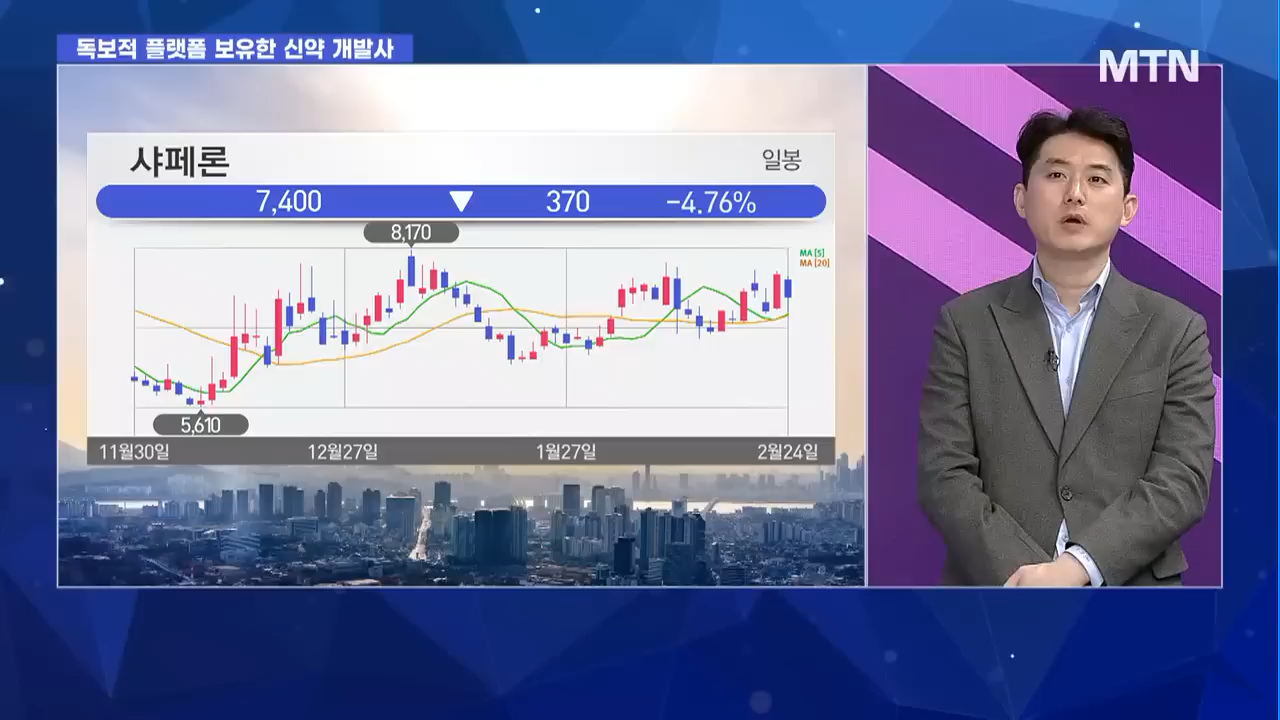 독보적 플랫폼 보유한 신약 개발사
MTN
샤페론
일봉
7,400 ▼ 370 -4.76%
8,170
MA [5]
MA [20]
5,610
11월30일 12월27일 1월27일 2월24일